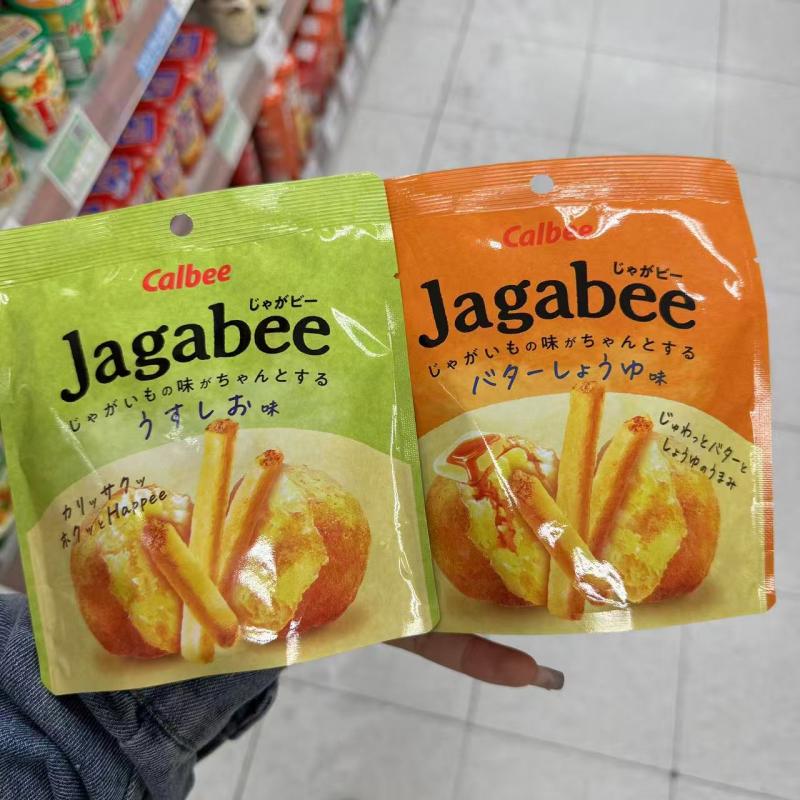 Calbee
じゃがビー
Jagabee
じゃがいもの味がちゃんとする
うすしお味
カリッサクッ
ホクッとHappee
Calbee
じゃがビー
Jagabee
じゃがいもの味がちゃんとする
バターしょうゆ味
じゅわっとバターと
しょうゆのうまみ